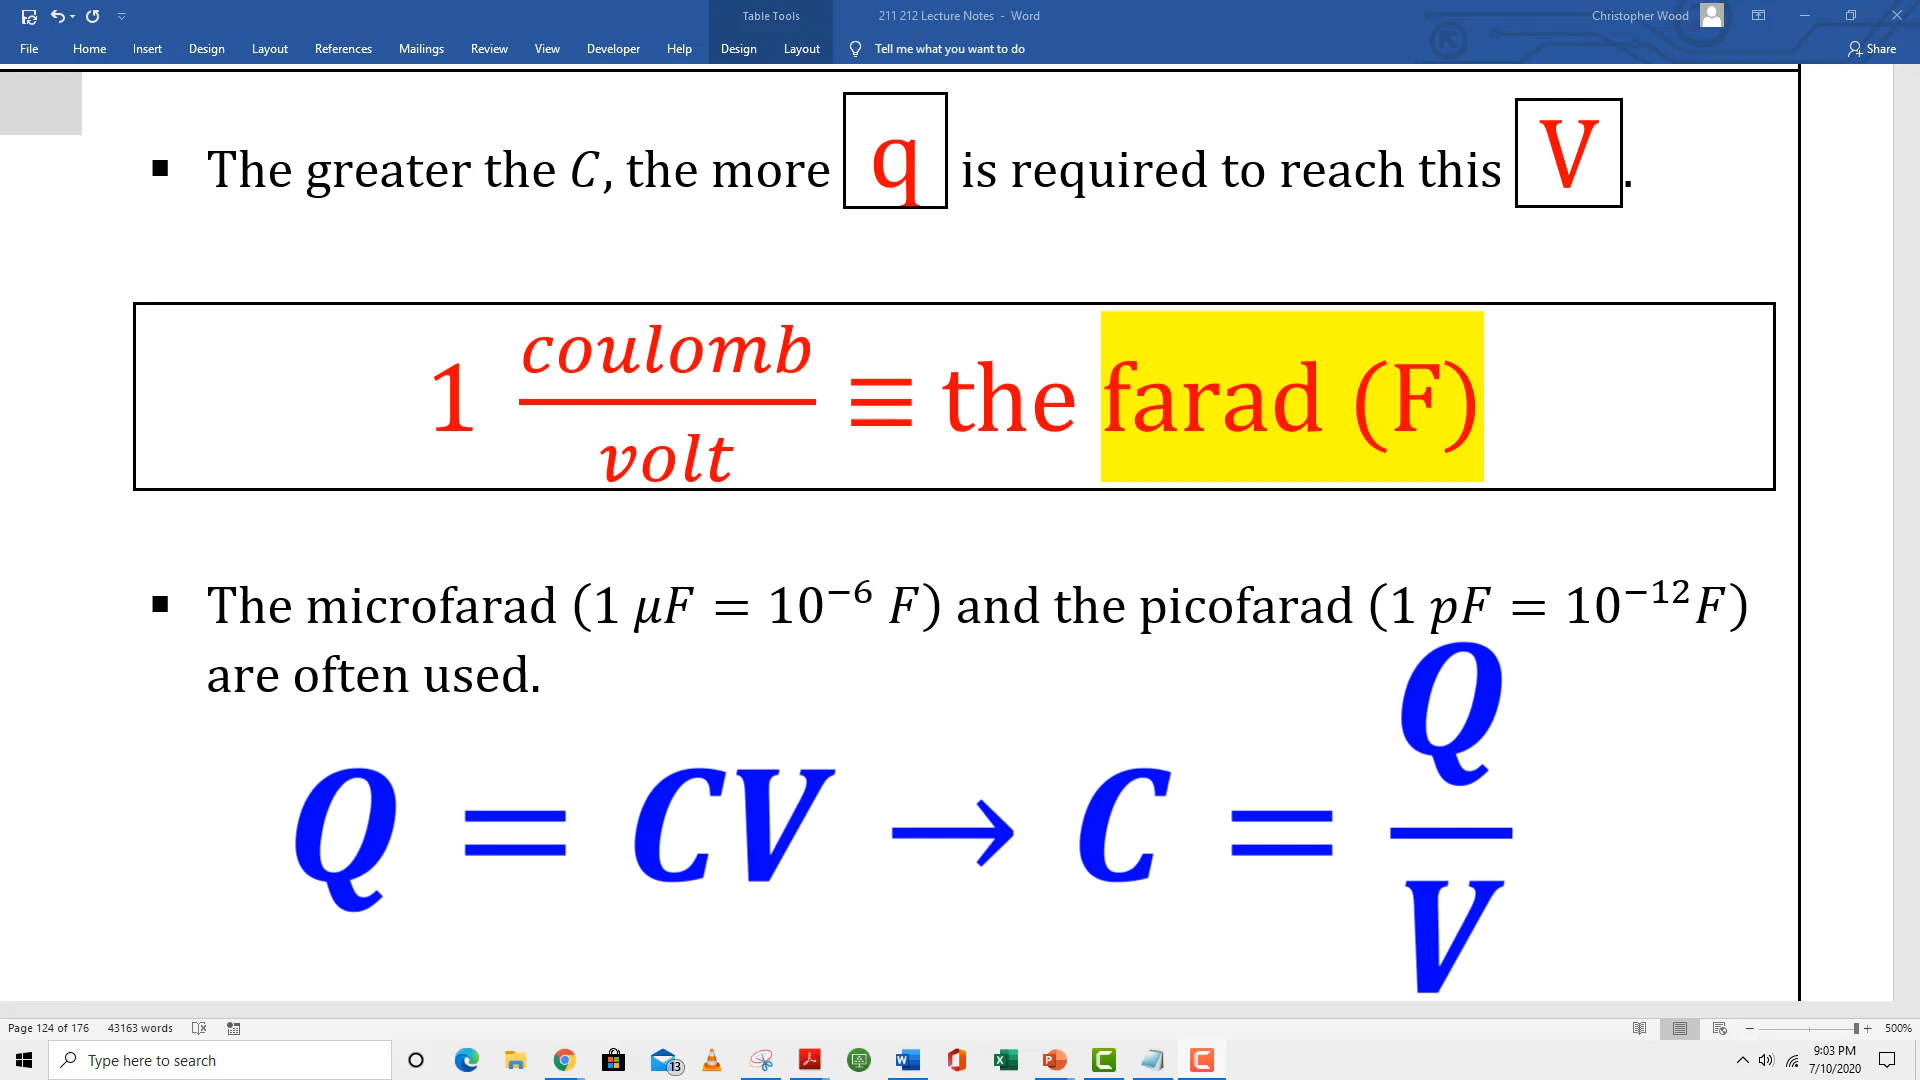 Table Tools
211 212 Lecture Notes - Word
Christopher Wood
File Home Insert Design Layout References Mailings Review View Developer Help Design Layout Tell me what you want to do Share
▪ The greater the C, the more q is required to reach this V.
1 coulomb/volt ≡ the farad (F)
▪ The microfarad (1 μF = 10⁻⁶ F) and the picofarad (1 pF = 10⁻¹²F)
are often used.
Q = CV → C = Q/V
Page 124 of 176 43163 words 500%
Type here to search
13
9:03 PM
7/10/2020